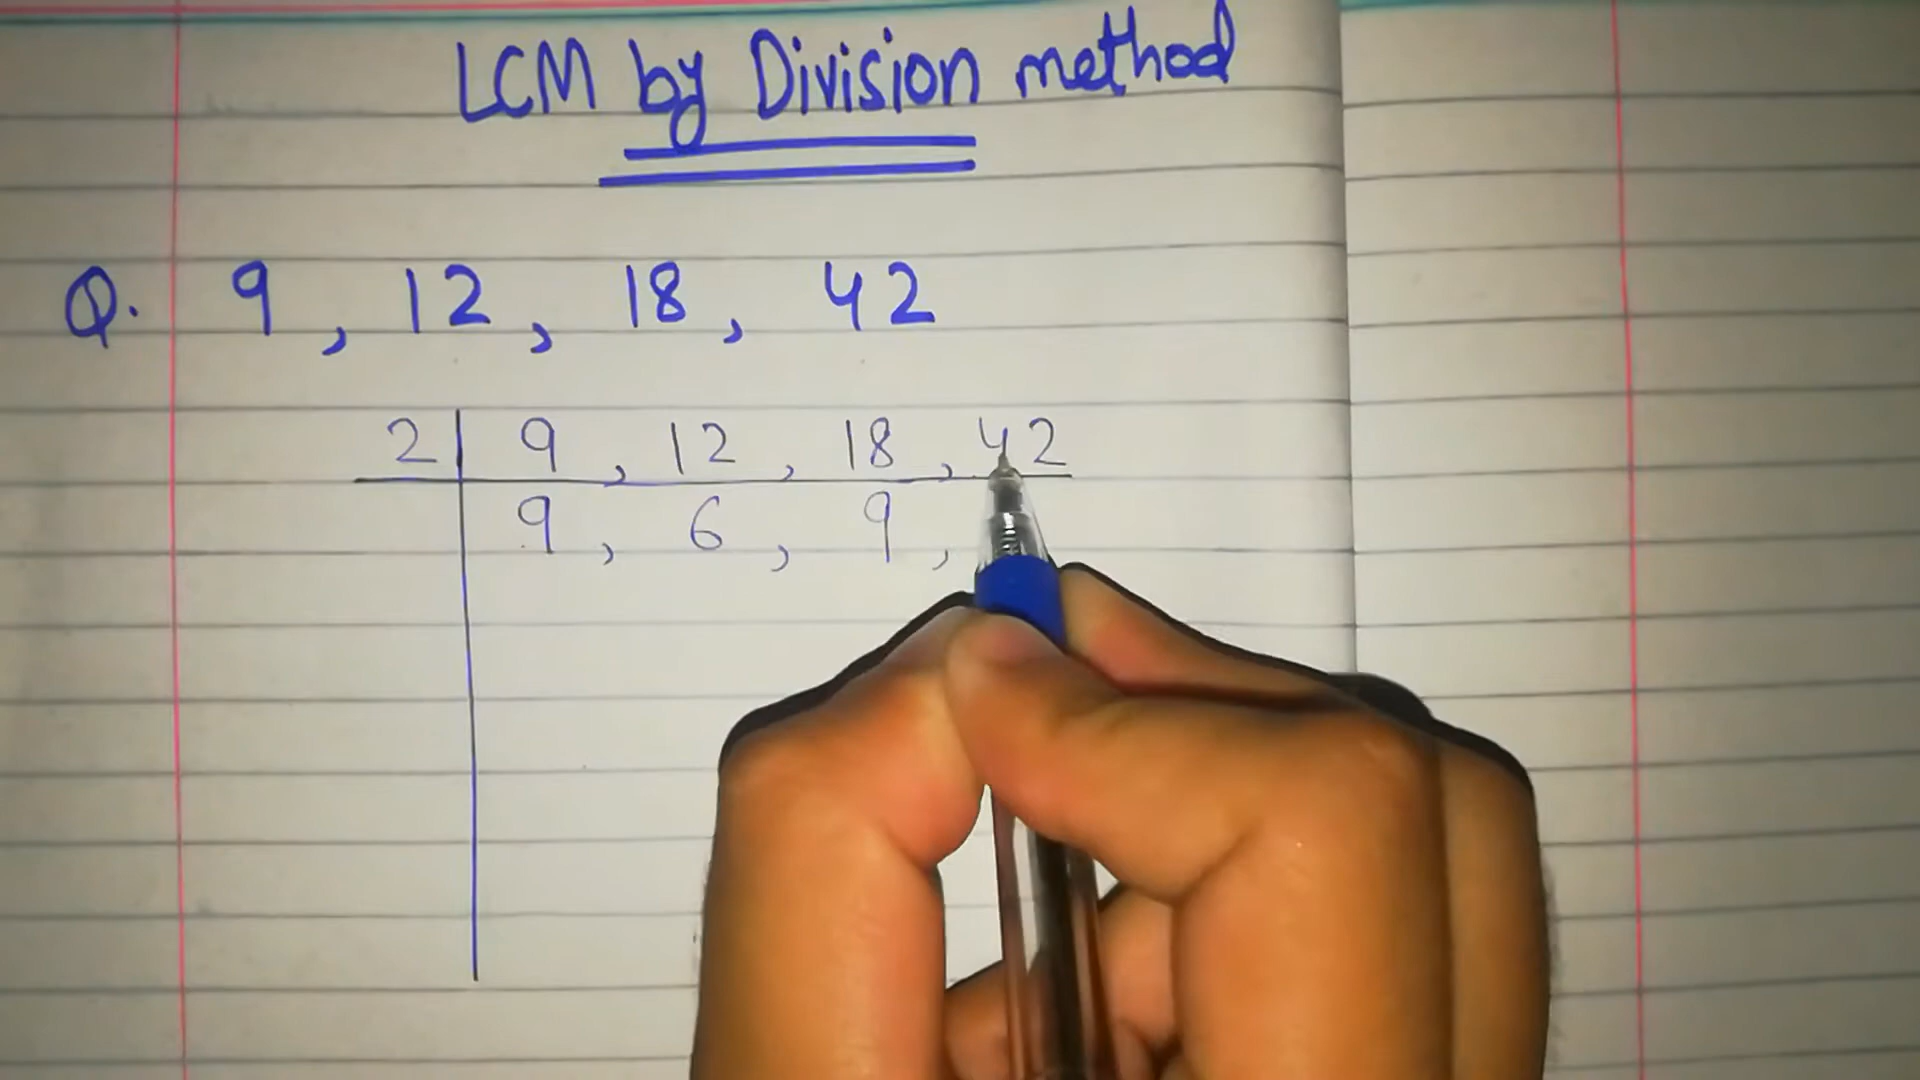 LCM by Division method
Q. 9, 12, 18, 42
2 9, 12, 18, 42
9, 6, 9,